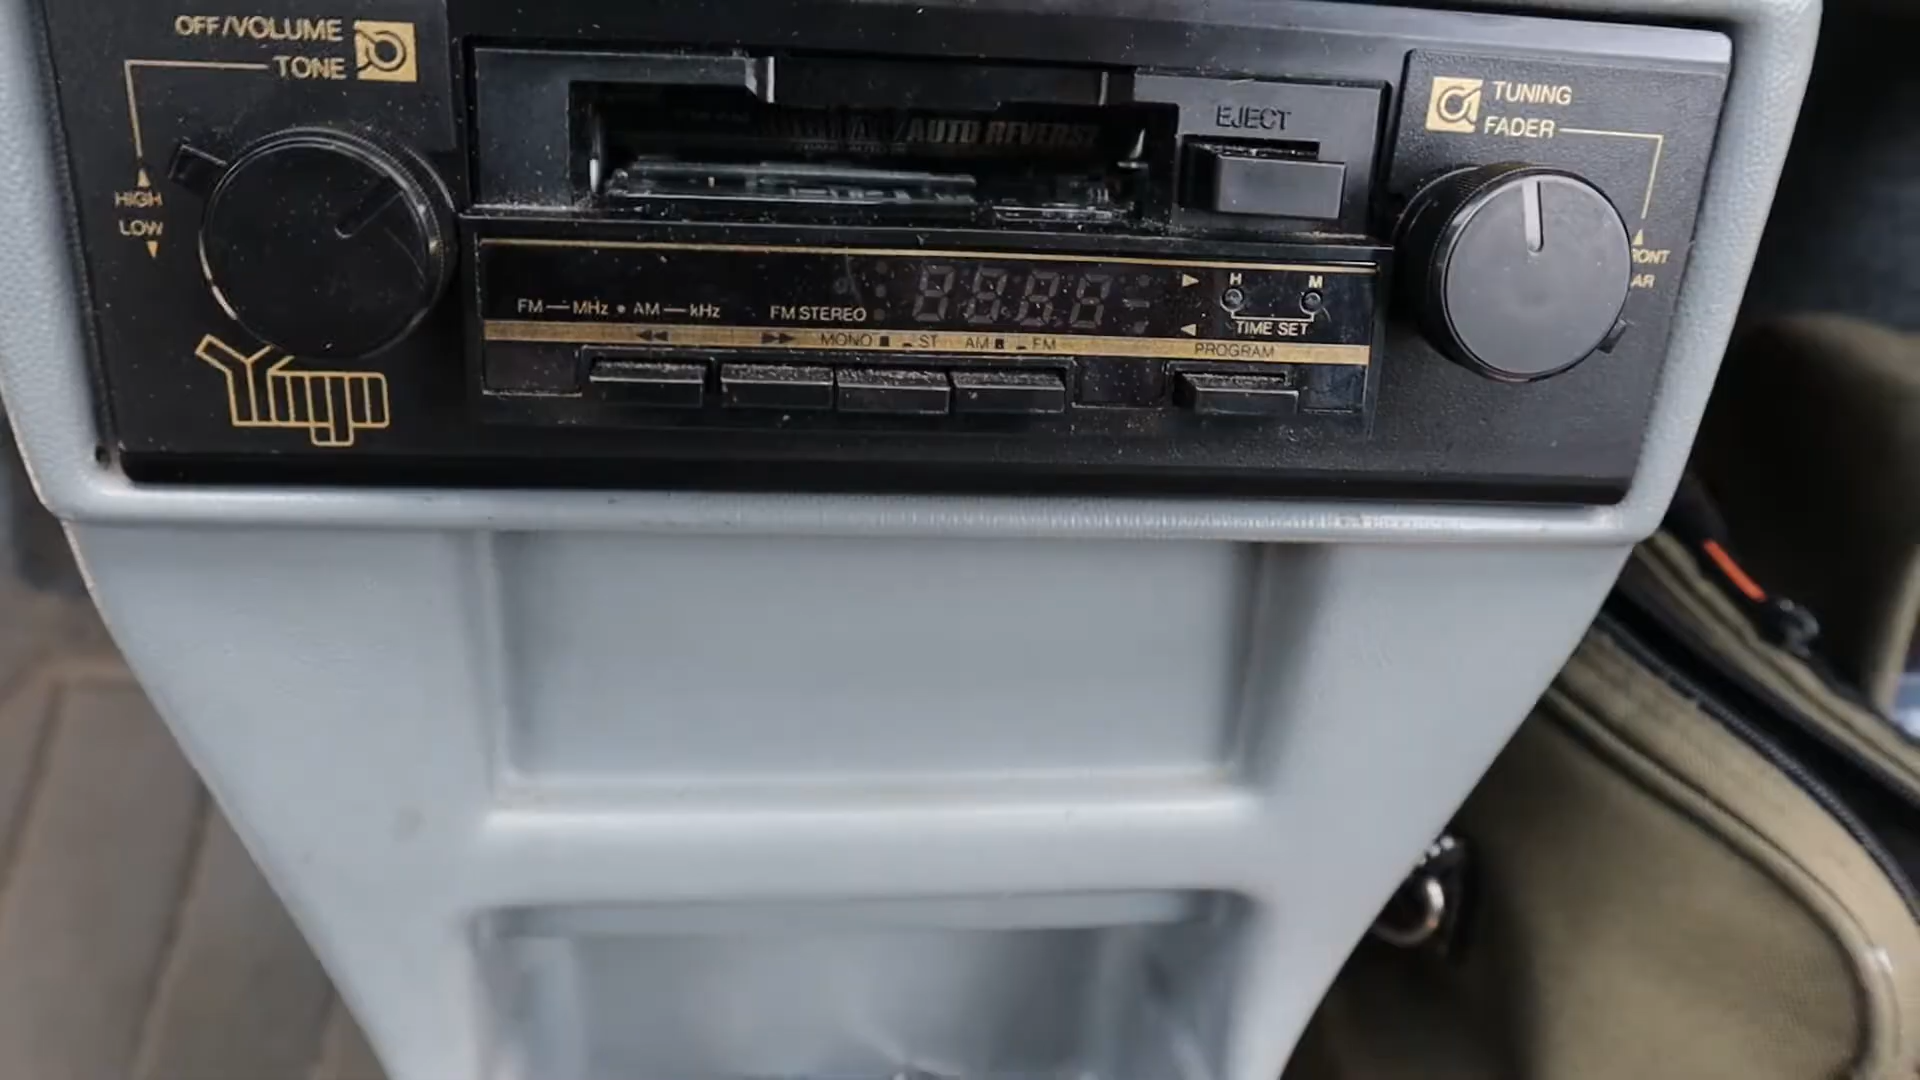 OFF/VOLUME
TONE
HIGH
LOW
/AUTO REVERSE
EJECT
TUNING
FADER
FM—MHz • AM—kHz
FM STEREO
H M
TIME SET
MONO ST AM FM
PROGRAM